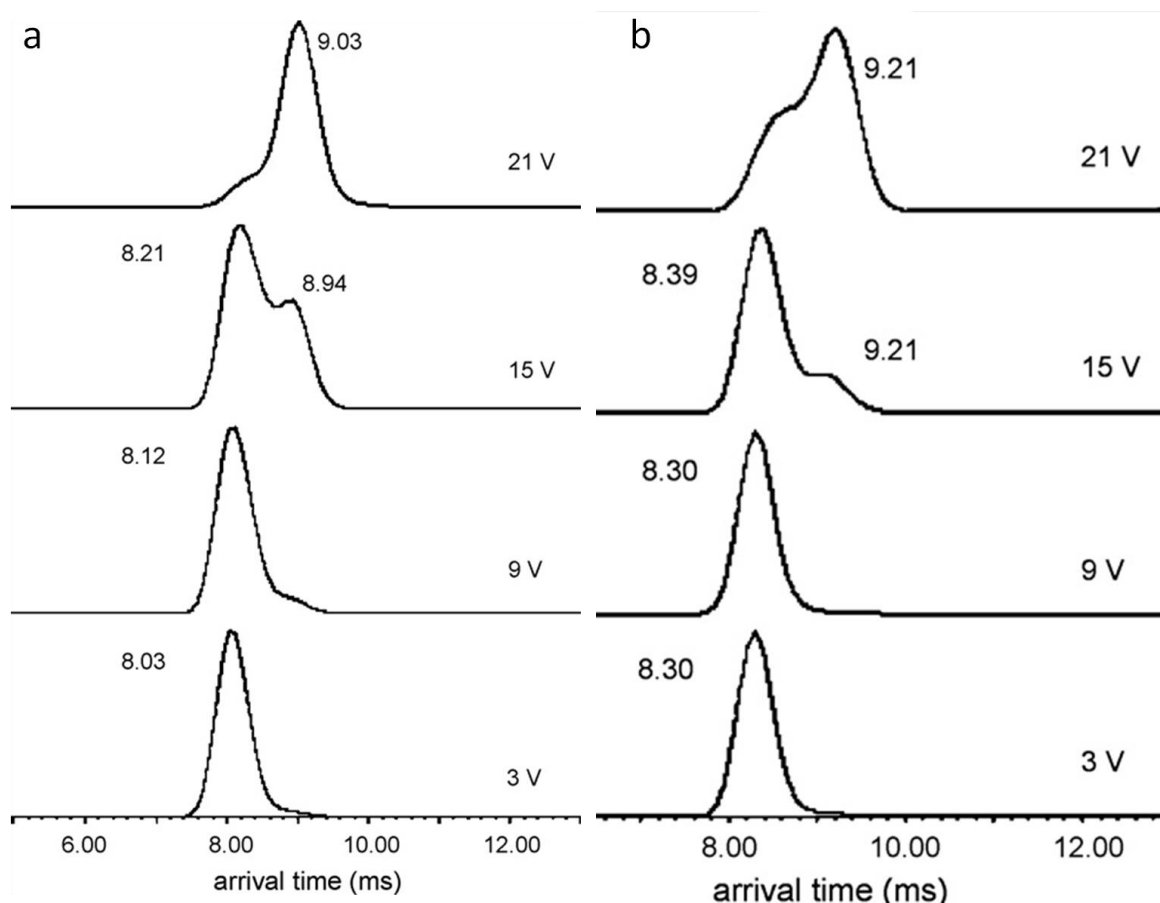 a
9.03
21 V
8.21
8.94
15 V
8.12
9 V
8.03
3 V
6.00 8.00 10.00 12.00
arrival time (ms)
b
9.21
21 V
8.39
9.21
15 V
8.30
9 V
8.30
3 V
8.00 10.00 12.00
arrival time (ms)